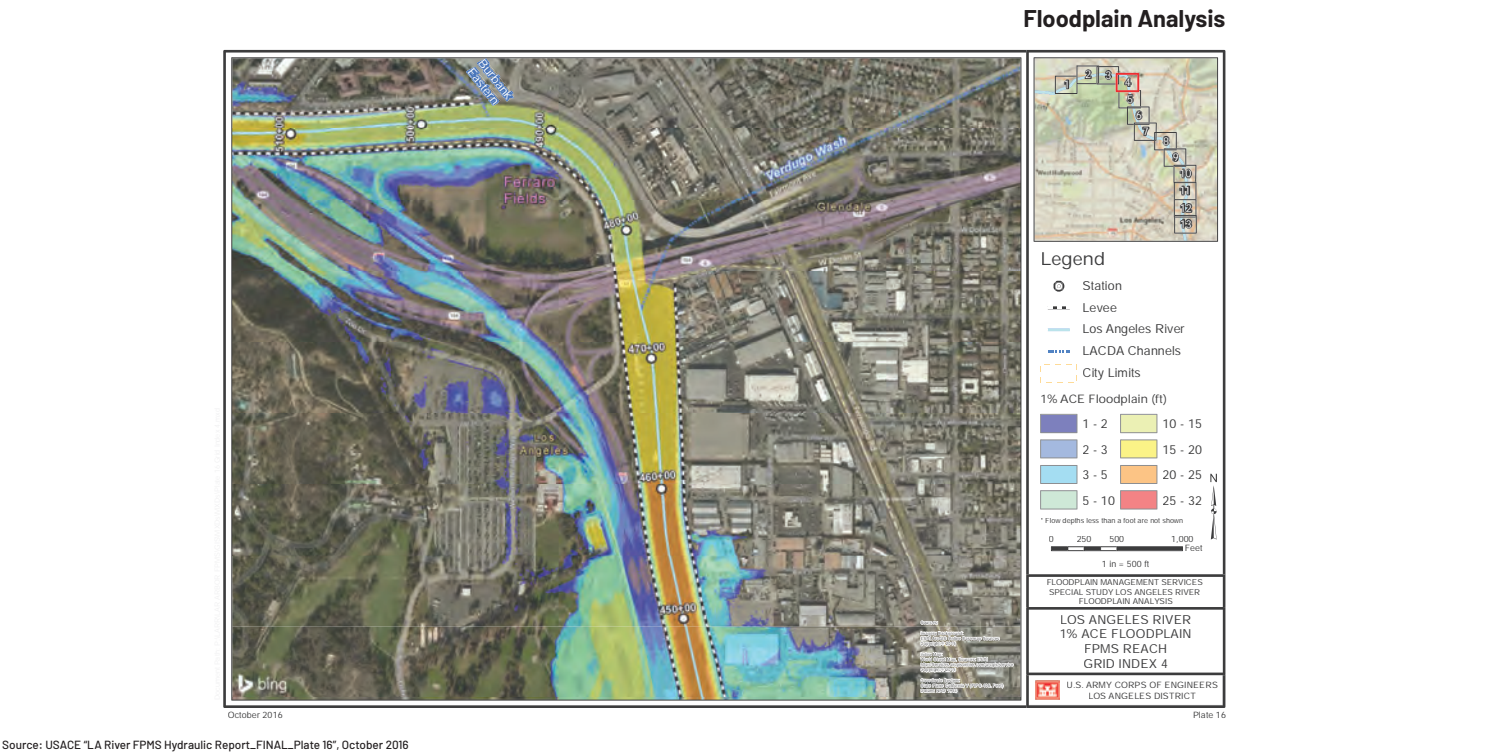 Floodplain Analysis
Burbank
Eastern
510+00
500+00
490+00
Verdugo Wash
Fairmont Ave
Ferraro
Fields
Glendale
480+00
W Doran St
470+00
Los
Angeles
460+00
450+00
bing
1
2
3
4
5
6
7
8
9
10
11
12
13
West Hollywood
Los Angeles
Legend
Station
Levee
Los Angeles River
LACDA Channels
City Limits
1% ACE Floodplain (ft)
1 - 2
10 - 15
2 - 3
15 - 20
3 - 5
20 - 25
5 - 10
25 - 32
N
* Flow depths less than a foot are not shown
0 250 500 1,000
Feet
1 in = 500 ft
FLOODPLAIN MANAGEMENT SERVICES
SPECIAL STUDY LOS ANGELES RIVER
FLOODPLAIN ANALYSIS
LOS ANGELES RIVER
1% ACE FLOODPLAIN
FPMS REACH
GRID INDEX 4
U.S. ARMY CORPS OF ENGINEERS
LOS ANGELES DISTRICT
October 2016
Plate 16
Source: USACE “LA River FPMS Hydraulic Report_FINAL_Plate 16”, October 2016